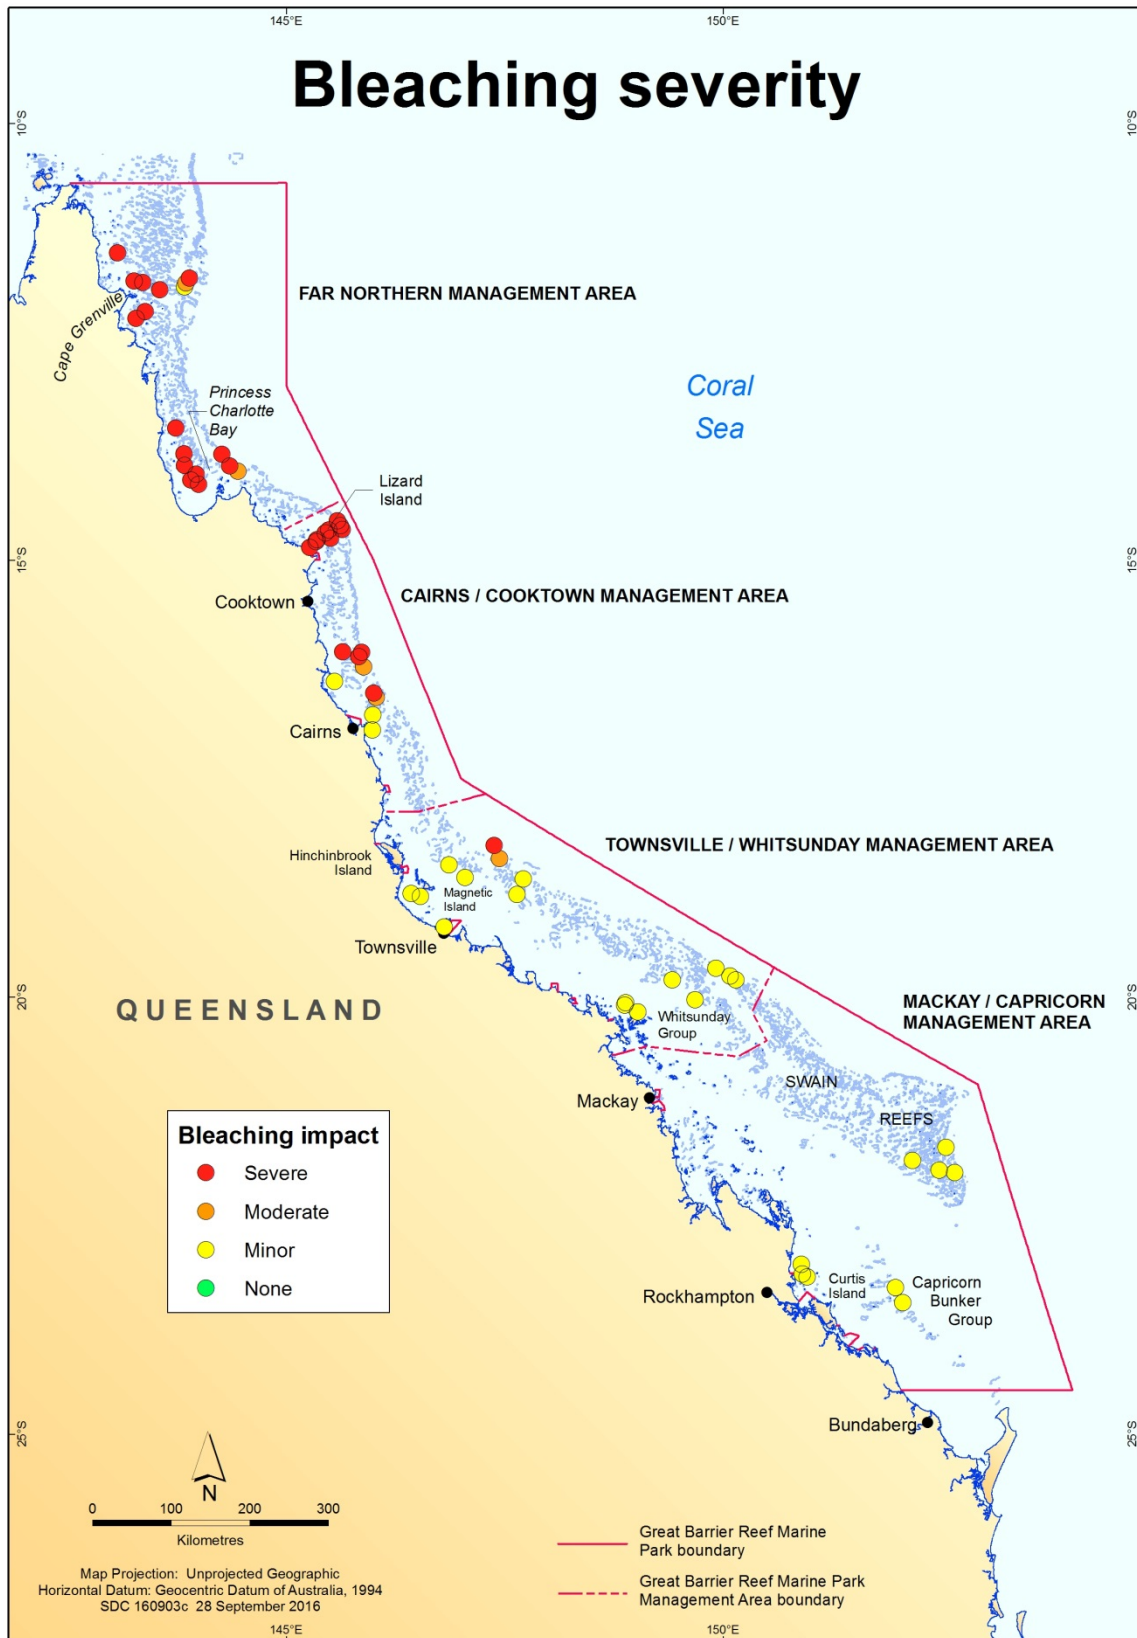 145°E
150°E
Bleaching severity
10°S
10°S
FAR NORTHERN MANAGEMENT AREA
Cape Grenville
Princess
Charlotte
Bay
Coral
Sea
Lizard
Island
15°S
15°S
CAIRNS / COOKTOWN MANAGEMENT AREA
Cooktown
Cairns
TOWNSVILLE / WHITSUNDAY MANAGEMENT AREA
Hinchinbrook
Island
Magnetic
Island
Townsville
QUEENSLAND
20°S
20°S
MACKAY / CAPRICORN
MANAGEMENT AREA
Whitsunday
Group
SWAIN
REEFS
Mackay
Bleaching impact
Severe
Moderate
Minor
None
Rockhampton
Curtis
Island
Capricorn
Bunker
Group
Bundaberg
25°S
25°S
N
0 100 200 300
Kilometres
Map Projection: Unprojected Geographic
Horizontal Datum: Geocentric Datum of Australia, 1994
SDC 160903c 28 September 2016
Great Barrier Reef Marine
Park boundary
Great Barrier Reef Marine Park
Management Area boundary
145°E
150°E